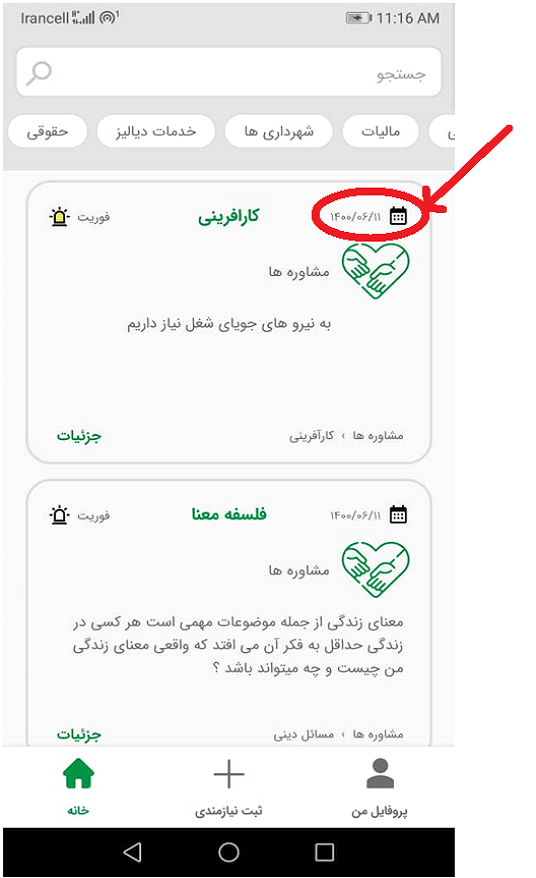 Irancell 11:16 AM
جستجو
مالیات شهرداری ها خدمات دیالیز حقوقی
۱۴۰۰/۰۶/۱۱ کارافرینی فوریت
مشاوره ها
به نیرو های جویای شغل نیاز داریم
مشاوره ها › کارآفرینی جزئیات
۱۴۰۰/۰۶/۱۱ فلسفه معنا فوریت
مشاوره ها
معنای زندگی از جمله موضوعات مهمی است هر کسی در
زندگی حداقل به فکر آن می افتد که واقعی معنای زندگی
من چیست و چه میتواند باشد ؟
مشاوره ها › مسائل دینی جزئیات
پروفایل من ثبت نیازمندی خانه